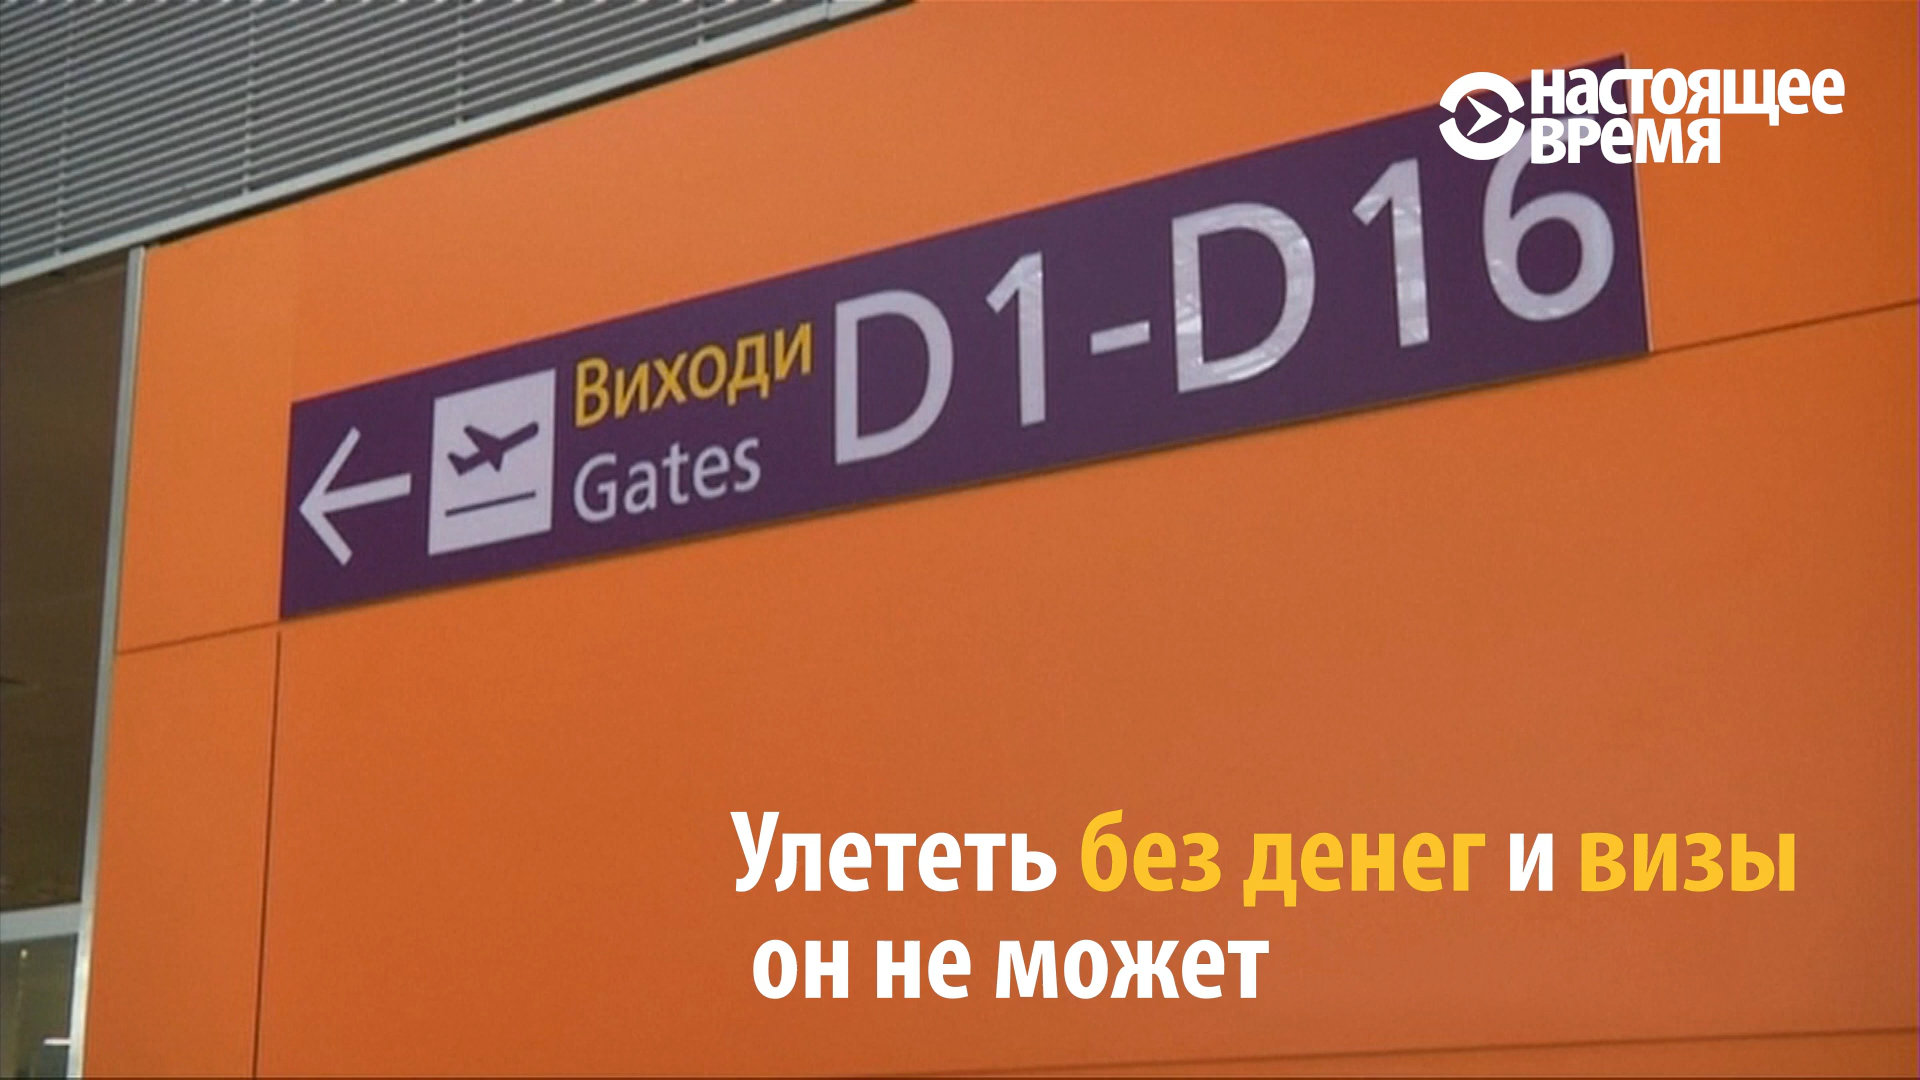 НАСТОЯЩЕЕ
ВРЕМЯ
Виходи
Gates
D1-D16
Улететь без денег и визы
он не может